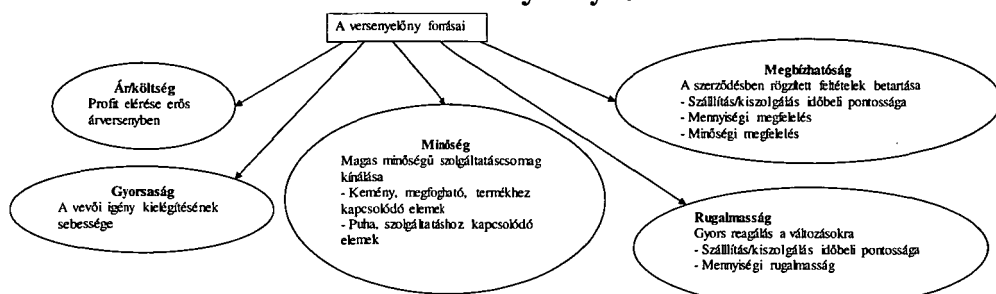 A versenyelőny forrásai
Ár/költség
Profit elérése erős
árversenyben
Gyorsaság
A vevői igény kielégítésének
sebessége
Minőség
Magas minőségű szolgáltatáscsomag
kínálása
- Kemény, megfogható, termékhez
kapcsolódó elemek
- Puha, szolgáltatáshoz kapcsolódó
elemek
Megbízhatóság
A szerződésben rögzített feltételek betartása
- Szállítás/kiszolgálás időbeli pontossága
- Mennyiségi megfelelés
- Minőségi megfelelés
Rugalmasság
Gyors reagálás a változásokra
- Szállítás/kiszolgálás időbeli pontossága
- Mennyiségi rugalmasság